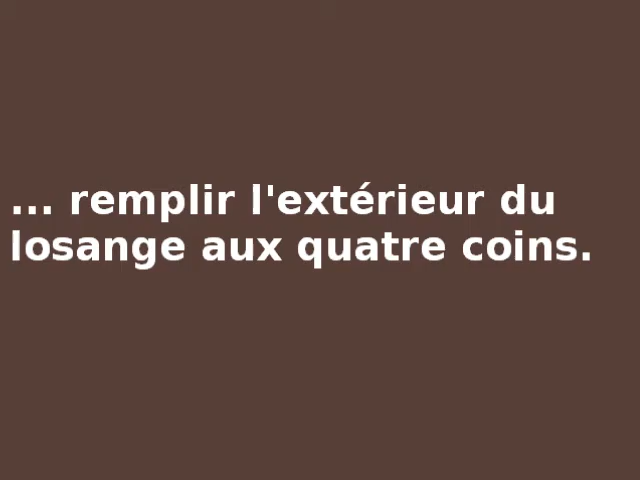 ... remplir l'extérieur du
losange aux quatre coins.